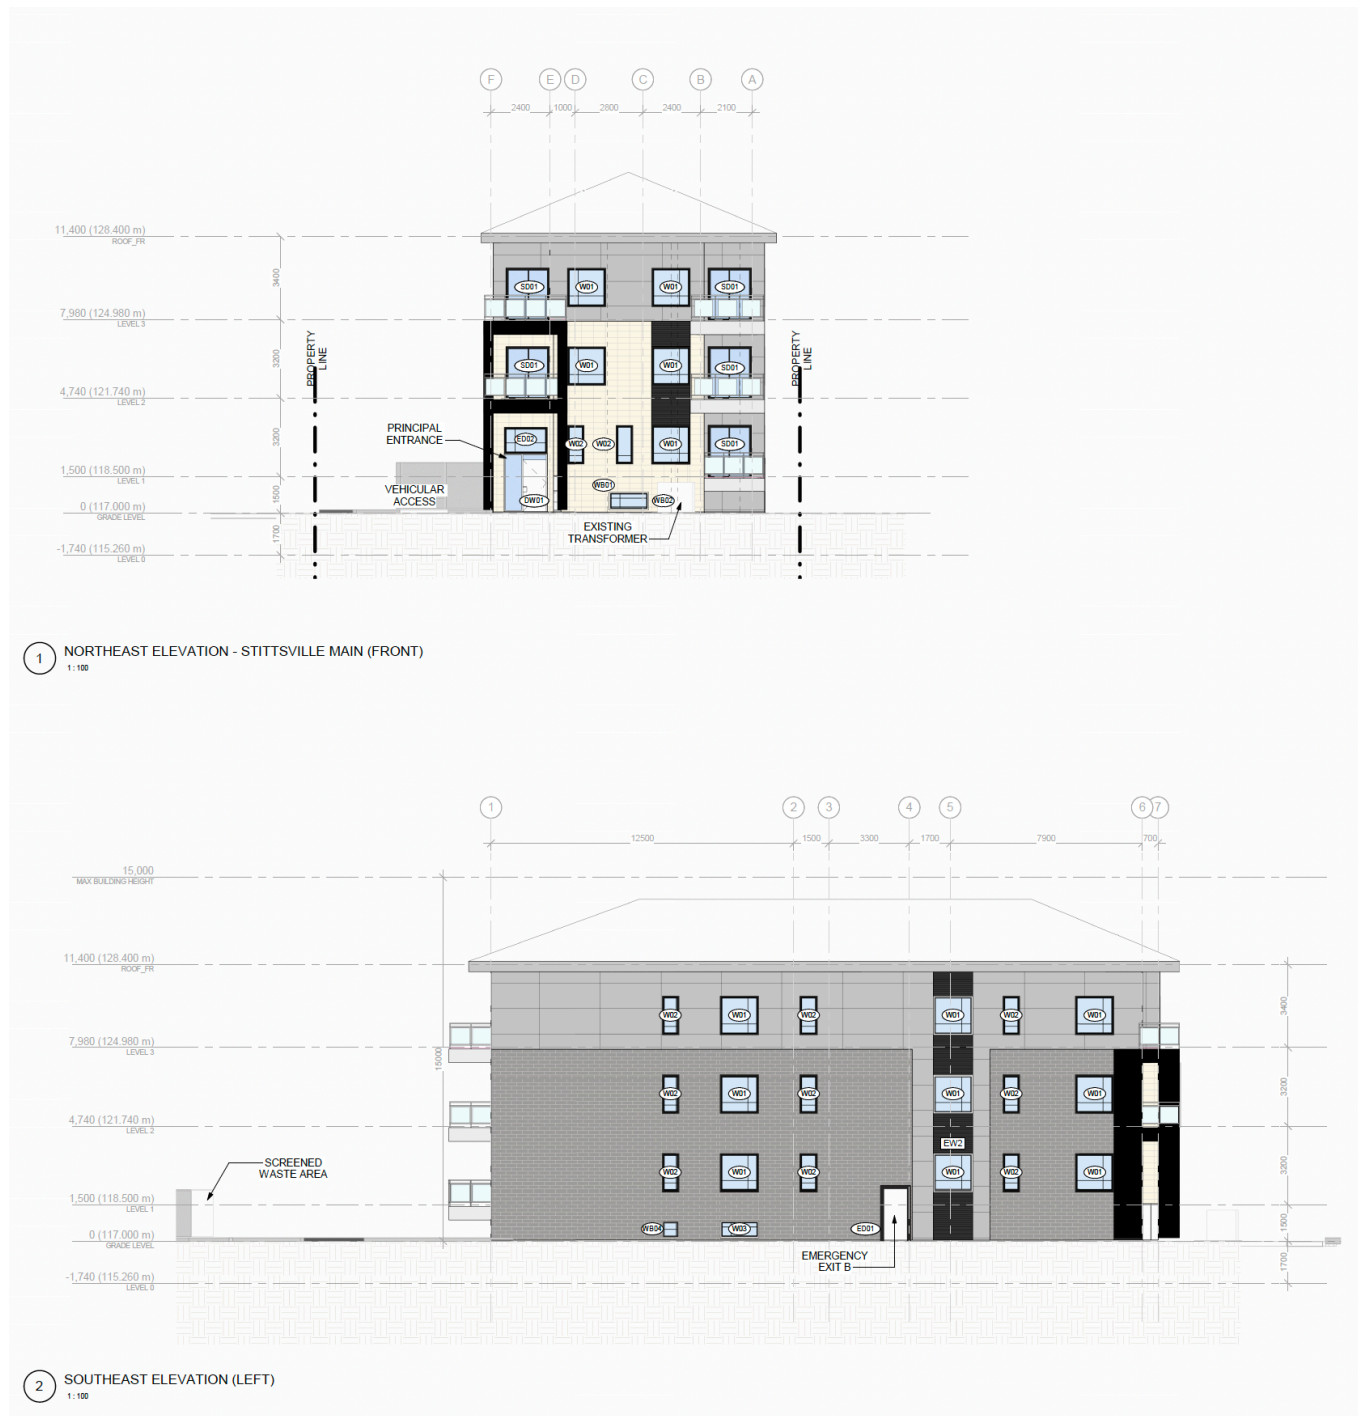 F E D C B A
2400 1000 2800 2400 2100
11,400 (128.400 m)
ROOF_FR
3400
SD01 W01 W01 SD01
7,980 (124.980 m)
LEVEL 3
PROPERTY
LINE
PROPERTY
LINE
3200
SD01 W01 W01 SD01
4,740 (121.740 m)
LEVEL 2
PRINCIPAL
ENTRANCE
3200
ED02 W02 W02 W01 SD01
1,500 (118.500 m)
LEVEL 1
VEHICULAR
ACCESS
1500
WB01
DW01 WB02
0 (117.000 m)
GRADE LEVEL
EXISTING
TRANSFORMER
1700
-1,740 (115.260 m)
LEVEL 0
1 NORTHEAST ELEVATION - STITTSVILLE MAIN (FRONT)
1 : 100
1 2 3 4 5 6 7
12500 1500 3300 1700 7900 700
15,000
MAX BUILDING HEIGHT
11,400 (128.400 m)
ROOF_FR
3400
W02 W01 W02 W01 W02 W01
7,980 (124.980 m)
LEVEL 3
15000
3200
W02 W01 W02 W01 W02 W01
4,740 (121.740 m)
LEVEL 2
EW2
SCREENED
WASTE AREA
3200
W02 W01 W02 W01 W02 W01
1,500 (118.500 m)
LEVEL 1
1500
WB04 W03 ED01
0 (117.000 m)
GRADE LEVEL
EMERGENCY
EXIT B
1700
-1,740 (115.260 m)
LEVEL 0
2 SOUTHEAST ELEVATION (LEFT)
1 : 100